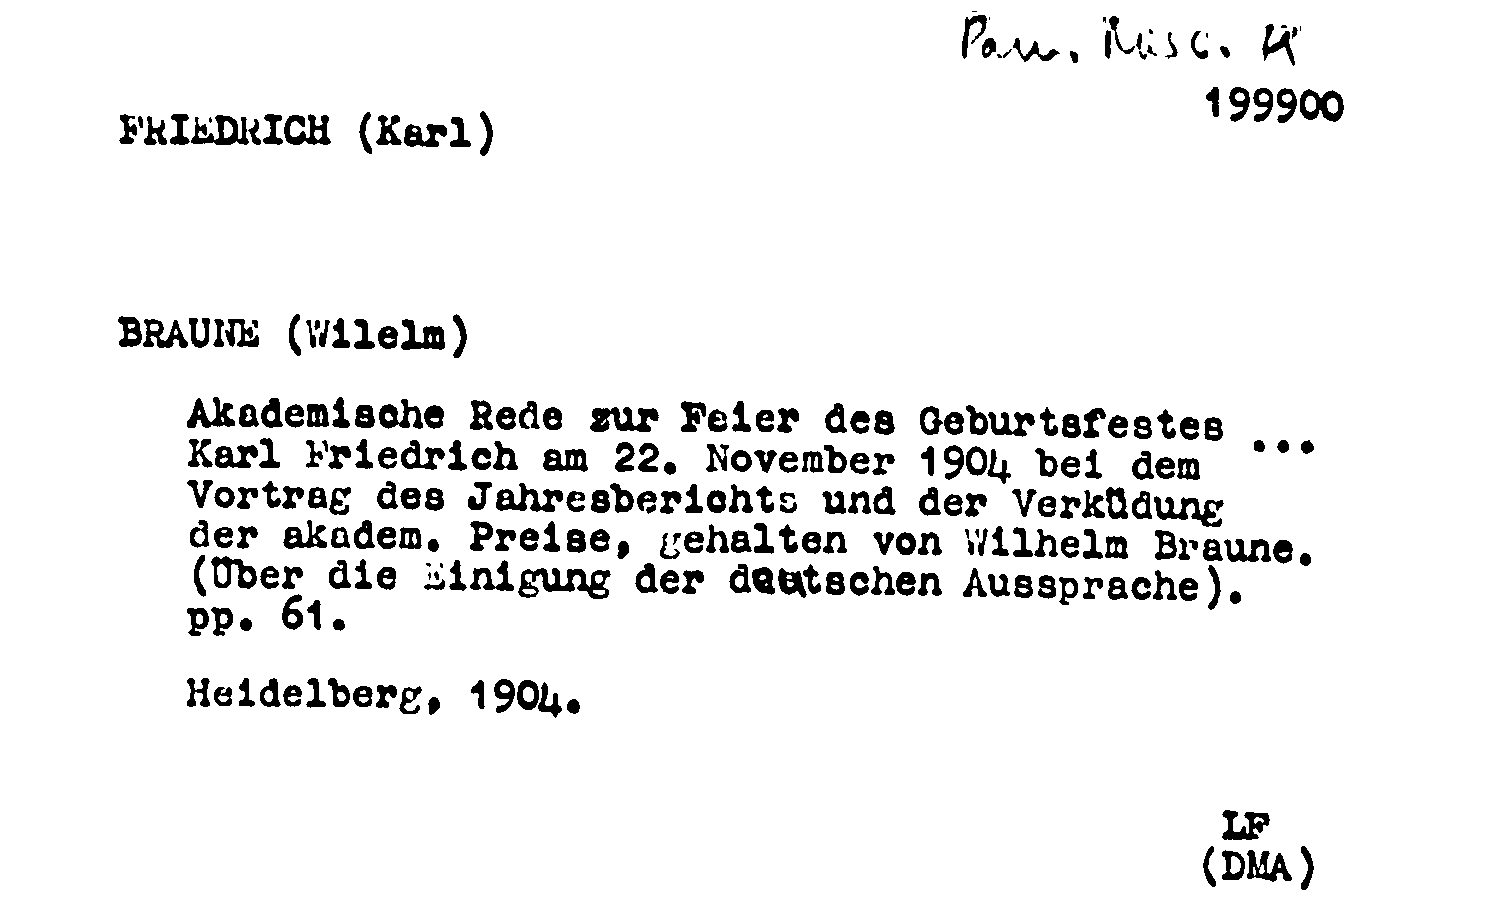 Pam. Misc. K
199900
FRIEDRICH (Karl)
BRAUNE (Wilelm)
Akademische Rede zur Feier des Geburtsfestes ...
Karl Friedrich am 22. November 1904 bei dem
Vortrag des Jahresberichts und der Verküdung
der akadem. Preise, gehalten von Wilhelm Braune.
(Über die Einigung der deutschen Aussprache).
pp. 61.
Heidelberg, 1904.
LF
(DMA)